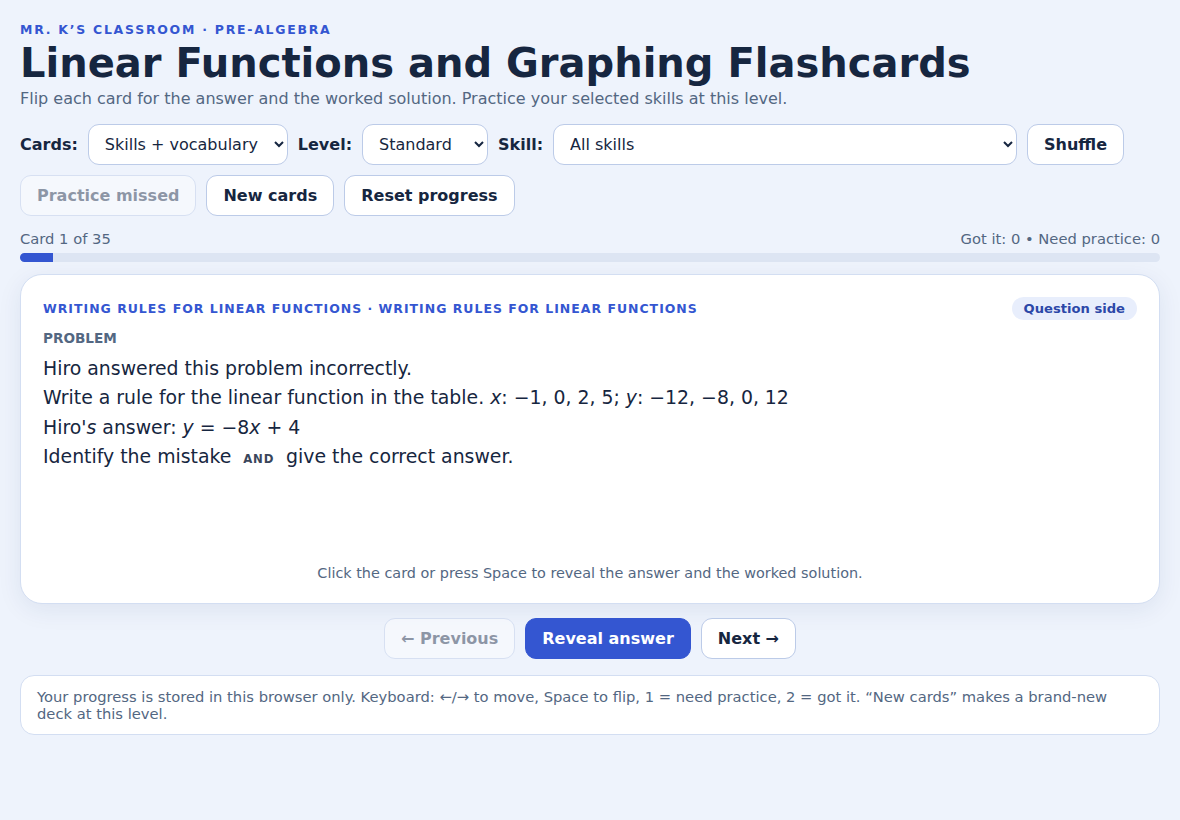 MR. K’S CLASSROOM · PRE-ALGEBRA
Linear Functions and Graphing Flashcards
Flip each card for the answer and the worked solution. Practice your selected skills at this level.
Cards: Skills + vocabulary Level: Standard Skill: All skills Shuffle
Practice missed New cards Reset progress
Card 1 of 35 Got it: 0 • Need practice: 0
WRITING RULES FOR LINEAR FUNCTIONS · WRITING RULES FOR LINEAR FUNCTIONS Question side
PROBLEM
Hiro answered this problem incorrectly.
Write a rule for the linear function in the table. x: −1, 0, 2, 5; y: −12, −8, 0, 12
Hiro's answer: y = −8x + 4
Identify the mistake AND give the correct answer.
Click the card or press Space to reveal the answer and the worked solution.
← Previous Reveal answer Next →
Your progress is stored in this browser only. Keyboard: ←/→ to move, Space to flip, 1 = need practice, 2 = got it. “New cards” makes a brand-new
deck at this level.